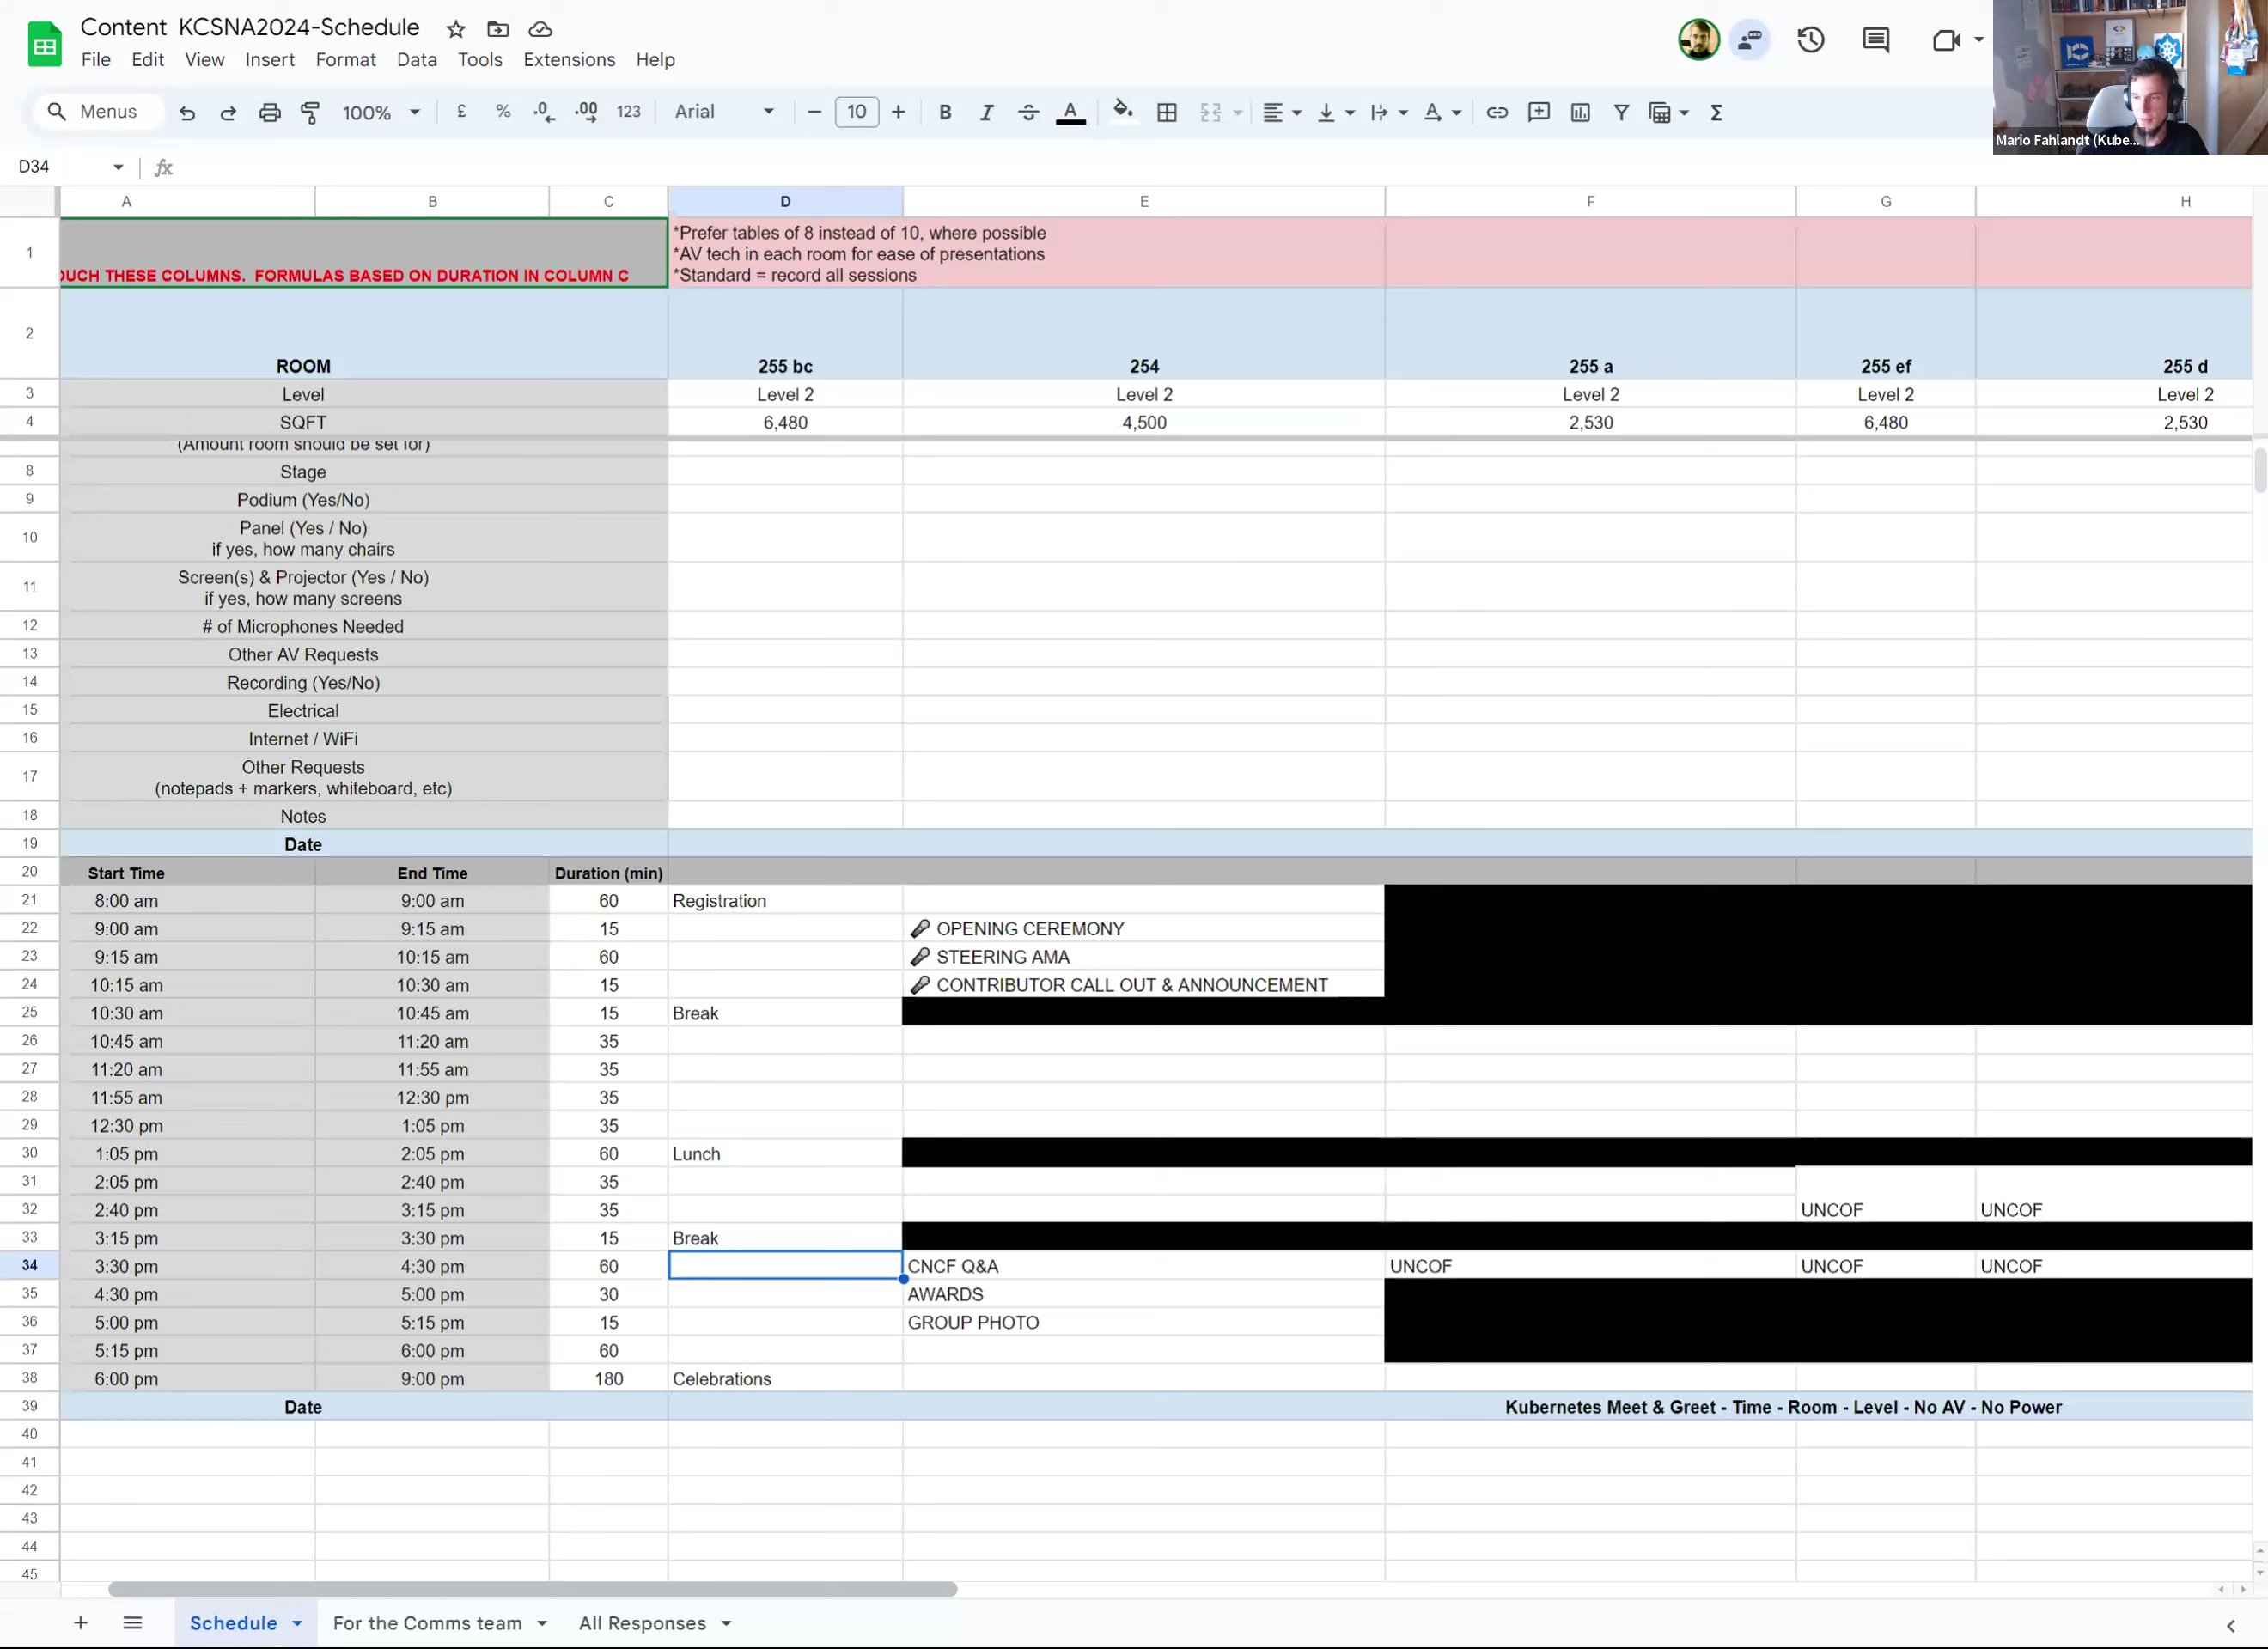 Content KCSNA2024-Schedule
File Edit View Insert Format Data Tools Extensions Help
Menus 100% £ % .0 .00 123 Arial 10 B I A A Σ
Mario Fahlandt (Kube...
D34 fx
A B C D E F G H
1 OUCH THESE COLUMNS. FORMULAS BASED ON DURATION IN COLUMN C
*Prefer tables of 8 instead of 10, where possible
*AV tech in each room for ease of presentations
*Standard = record all sessions
2 ROOM 255 bc 254 255 a 255 ef 255 d
3 Level Level 2 Level 2 Level 2 Level 2 Level 2
4 SQFT 6,480 4,500 2,530 6,480 2,530
(Amount room should be set for)
8 Stage
9 Podium (Yes/No)
10 Panel (Yes / No)
if yes, how many chairs
11 Screen(s) & Projector (Yes / No)
if yes, how many screens
12 # of Microphones Needed
13 Other AV Requests
14 Recording (Yes/No)
15 Electrical
16 Internet / WiFi
17 Other Requests
(notepads + markers, whiteboard, etc)
18 Notes
19 Date
20 Start Time End Time Duration (min)
21 8:00 am 9:00 am 60 Registration
22 9:00 am 9:15 am 15 🎤 OPENING CEREMONY
23 9:15 am 10:15 am 60 🎤 STEERING AMA
24 10:15 am 10:30 am 15 🎤 CONTRIBUTOR CALL OUT & ANNOUNCEMENT
25 10:30 am 10:45 am 15 Break
26 10:45 am 11:20 am 35
27 11:20 am 11:55 am 35
28 11:55 am 12:30 pm 35
29 12:30 pm 1:05 pm 35
30 1:05 pm 2:05 pm 60 Lunch
31 2:05 pm 2:40 pm 35
32 2:40 pm 3:15 pm 35 UNCOF UNCOF
33 3:15 pm 3:30 pm 15 Break
34 3:30 pm 4:30 pm 60 CNCF Q&A UNCOF UNCOF UNCOF
35 4:30 pm 5:00 pm 30 AWARDS
36 5:00 pm 5:15 pm 15 GROUP PHOTO
37 5:15 pm 6:00 pm 60
38 6:00 pm 9:00 pm 180 Celebrations
39 Date Kubernetes Meet & Greet - Time - Room - Level - No AV - No Power
40
41
42
43
44
45
Schedule For the Comms team All Responses